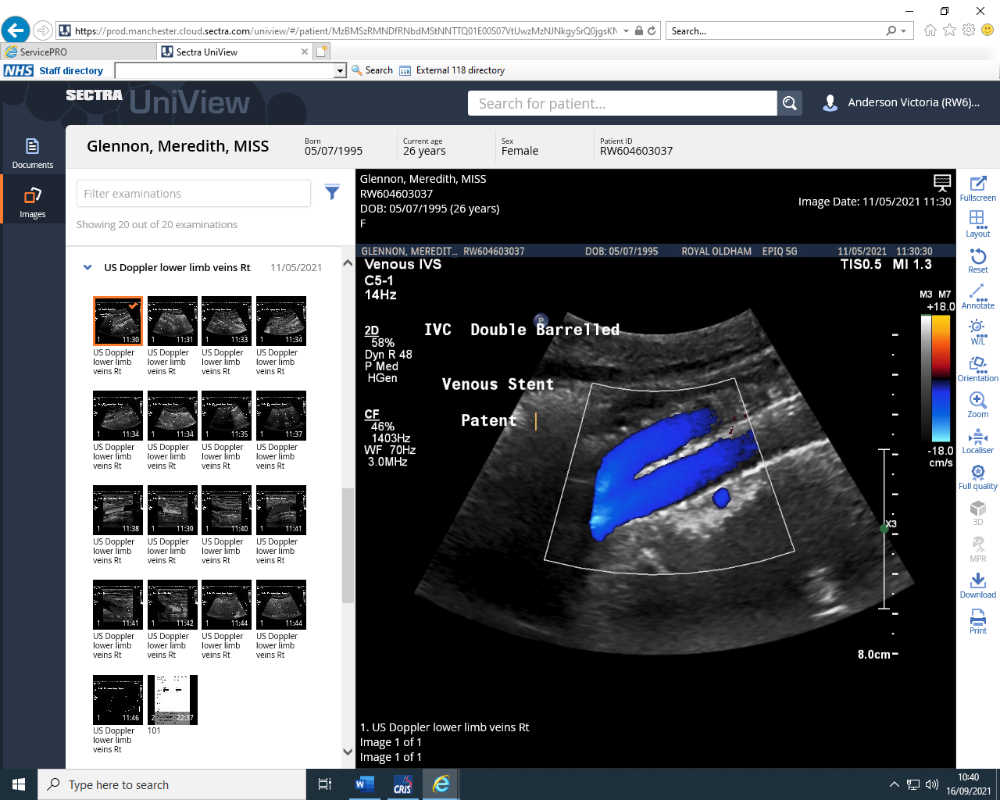 https://prod.manchester.cloud.sectra.com/uniview/#/patient/MzBMSzRMNDfRNbdMStNNTTQ01E00S07VtUwzMzNJNkgySrQ0jgsKN
Search...
ServicePRO
Sectra UniView
NHS Staff directory
Search
External 118 directory
SECTRA UniView
Search for patient...
Anderson Victoria (RW6)...
Documents
Images
Glennon, Meredith, MISS
Born
05/07/1995
Current age
26 years
Sex
Female
Patient ID
RW604603037
Filter examinations
Showing 20 out of 20 examinations
US Doppler lower limb veins Rt 11/05/2021
1 11:30
1 11:31
1 11:33
1 11:34
US Doppler lower limb veins Rt
US Doppler lower limb veins Rt
US Doppler lower limb veins Rt
US Doppler lower limb veins Rt
1 11:34
1 11:34
1 11:35
1 11:37
US Doppler lower limb veins Rt
US Doppler lower limb veins Rt
US Doppler lower limb veins Rt
US Doppler lower limb veins Rt
1 11:38
1 11:39
1 11:40
1 11:41
US Doppler lower limb veins Rt
US Doppler lower limb veins Rt
US Doppler lower limb veins Rt
US Doppler lower limb veins Rt
1 11:41
1 11:42
1 11:44
1 11:44
US Doppler lower limb veins Rt
US Doppler lower limb veins Rt
US Doppler lower limb veins Rt
US Doppler lower limb veins Rt
1 11:46
2 22:37
US Doppler lower limb veins Rt
101
Glennon, Meredith, MISS
RW604603037
DOB: 05/07/1995 (26 years)
F
Image Date: 11/05/2021 11:30
GLENNON, MEREDIT... RW604603037 DOB: 05/07/1995 ROYAL OLDHAM EPIQ 5G 11/05/2021 11:30:30
Venous IVS
TIS0.5 MI 1.3
C5-1
14Hz
M3 M7
+18.0
2D
58%
Dyn R 48
P Med
HGen
P
IVC Double Barrelled
Venous Stent
Patent
CF
46%
1403Hz
WF 70Hz
3.0MHz
-18.0
cm/s
X3
8.0cm
1. US Doppler lower limb veins Rt
Image 1 of 1
Image 1 of 1
Fullscreen
Layout
Reset
Annotate
W/L
Orientation
Zoom
Localiser
Full quality
3D
MPR
Download
Print
Type here to search
CRIS
10:40
16/09/2021